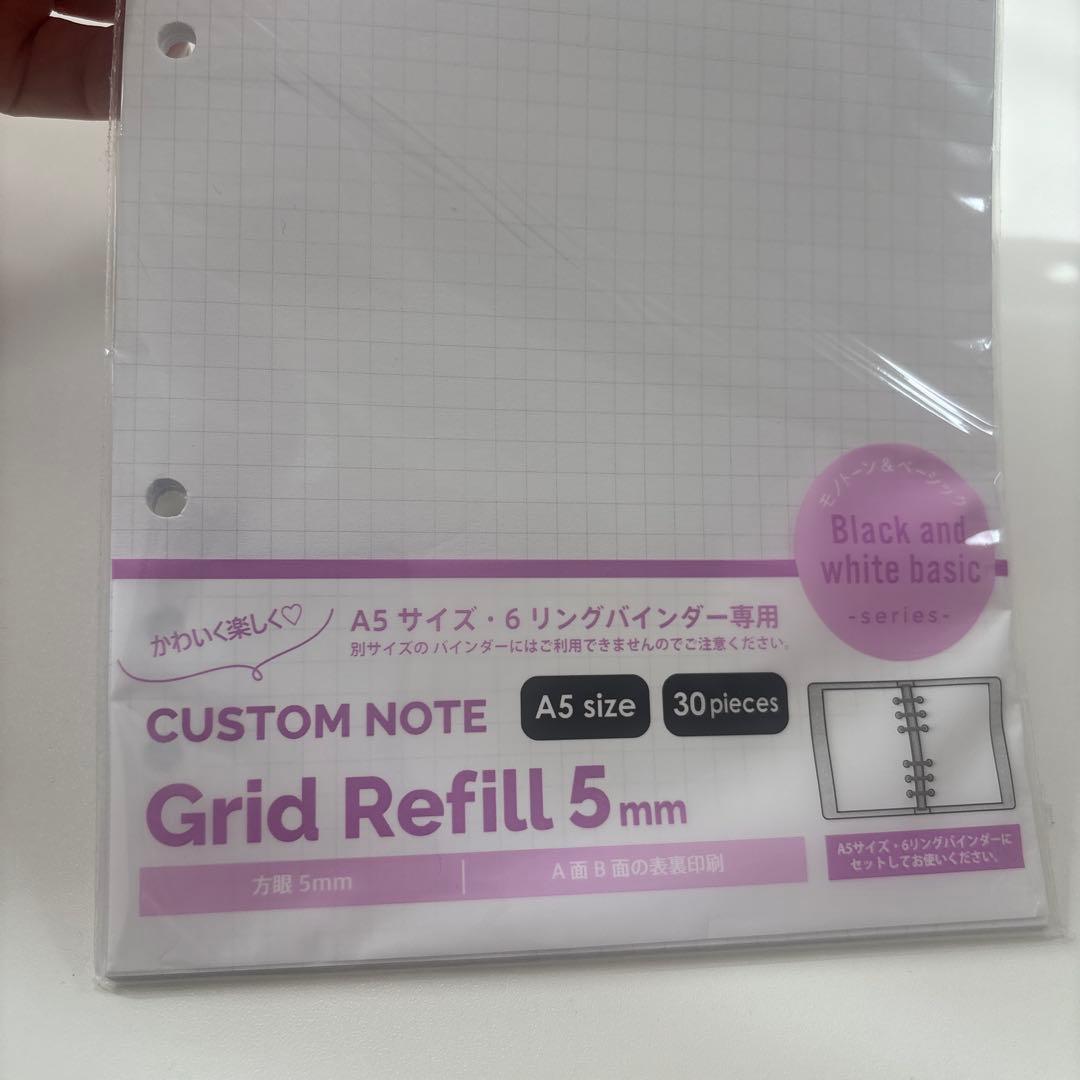 モノトーン&ベーシック
Black and
white basic
-series-
かわいく楽しく♡
A5 サイズ・6 リングバインダー専用
別サイズの バインダーにはご利用できませんのでご注意ください。
CUSTOM NOTE
A5 size
30 pieces
Grid Refill 5 mm
方眼 5mm
A 面 B 面の表裏印刷
A5サイズ・6リングバインダーに
セットしてお使いください。